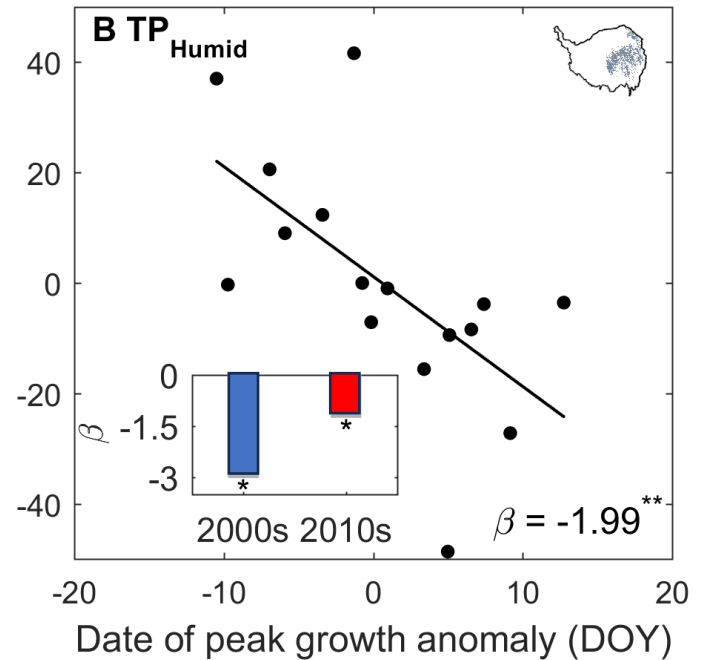 B TP Humid
40
20
0
-20
-40
0
-1.5
-3
β
*
*
2000s 2010s
β = -1.99**
-20 -10 0 10 20
Date of peak growth anomaly (DOY)